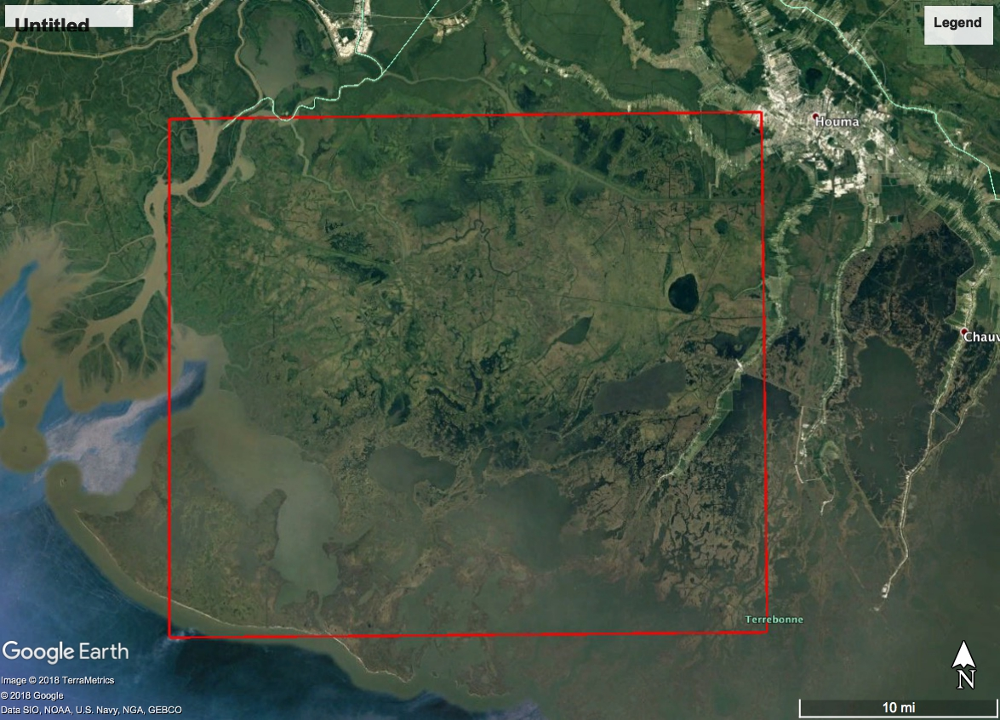 Untitled
Legend
Houma
Chauv
Terrebonne
Google Earth
Image © 2018 TerraMetrics
© 2018 Google
Data SIO, NOAA, U.S. Navy, NGA, GEBCO
N
10 mi